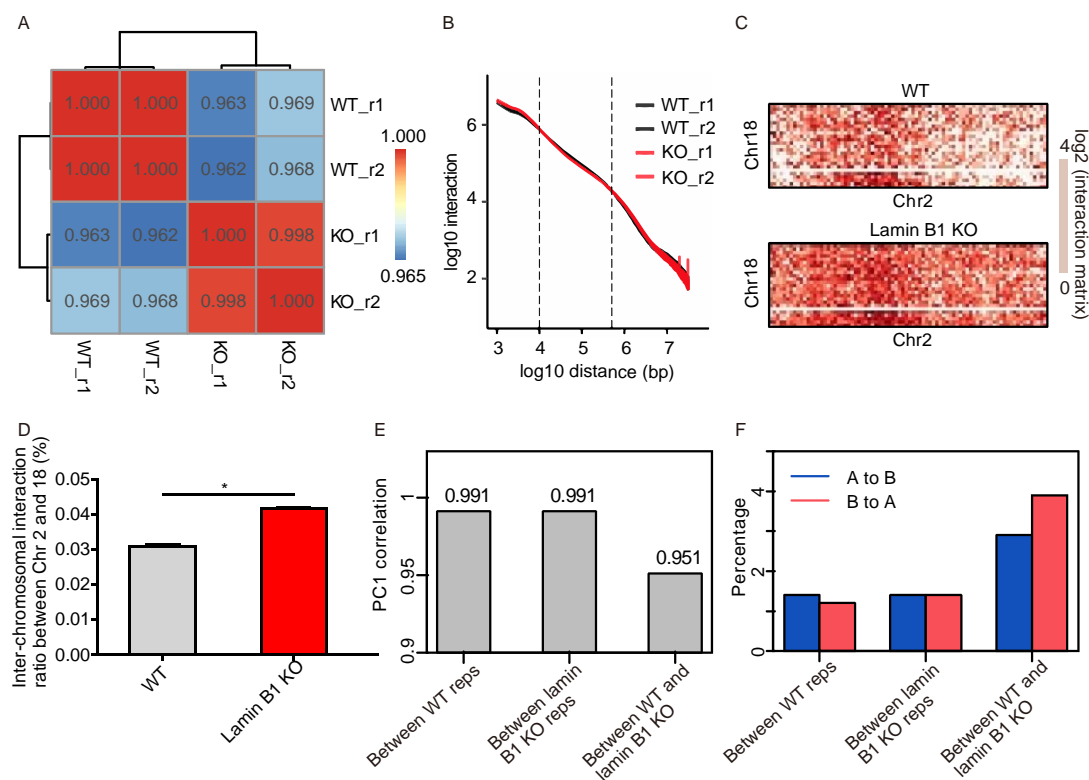 A
1.000 1.000 0.963 0.969 WT_r1
1.000 1.000 0.962 0.968 WT_r2
0.963 0.962 1.000 0.998 KO_r1
0.969 0.968 0.998 1.000 KO_r2
WT_r1 WT_r2 KO_r1 KO_r2
1.000
0.965
B
WT_r1
WT_r2
KO_r1
KO_r2
log10 interaction
6
4
2
3 4 5 6 7
log10 distance (bp)
C
WT
Chr18
Chr2
Lamin B1 KO
Chr18
Chr2
4
0
log2 (interaction matrix)
D
Inter-chromosomal interaction
ratio between Chr 2 and 18 (%)
0.05
0.04
0.03
0.02
0.01
0.00
*
WT
Lamin B1 KO
E
PC1 correlation
1
0.95
0.9
0.991
0.991
0.951
Between WT reps
Between lamin
B1 KO reps
Between WT and
lamin B1 KO
F
A to B
B to A
Percentage
4
2
0
Between WT reps
Between lamin
B1 KO reps
Between WT and
lamin B1 KO